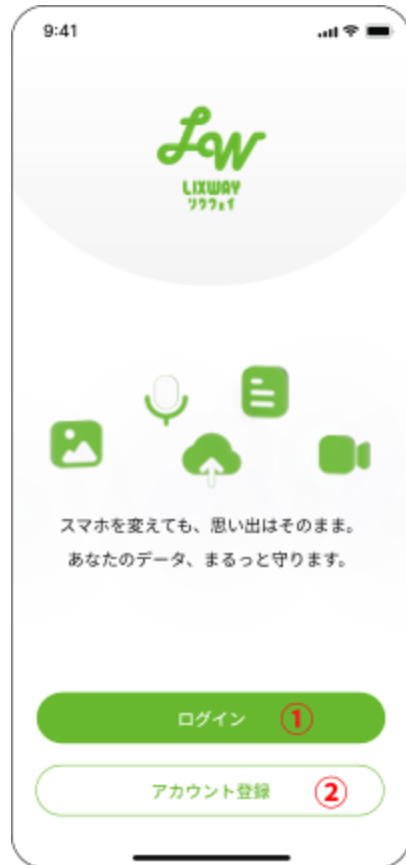 9:41
LW
LIXWAY
リクウェイ
スマホを変えても、思い出はそのまま。
あなたのデータ、まるっと守ります。
ログイン ①
アカウント登録 ②